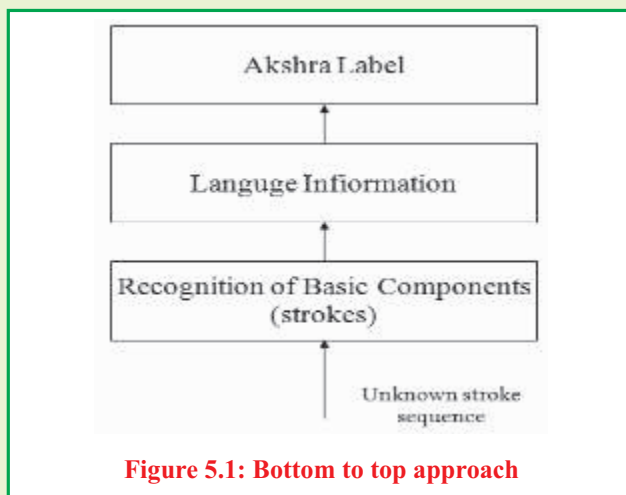 Akshra Label
Languge Infiormation
Recognition of Basic Components
(strokes)
Unknown stroke
sequence
Figure 5.1: Bottom to top approach